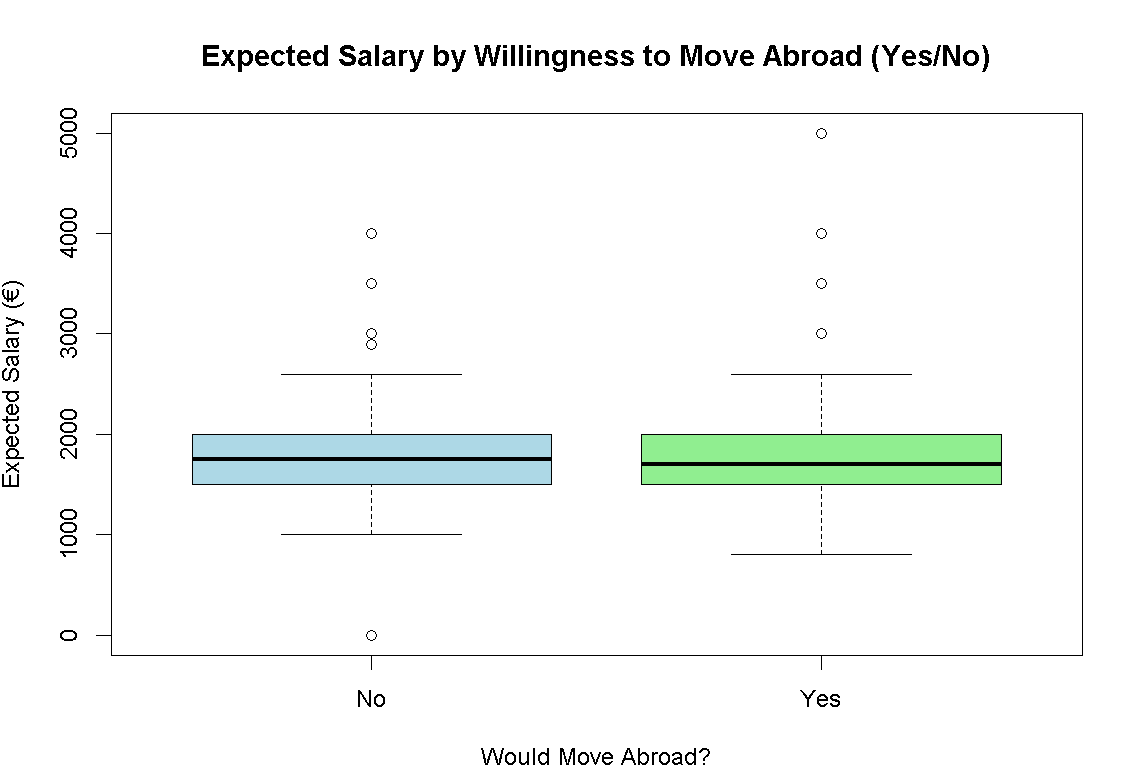 Expected Salary by Willingness to Move Abroad (Yes/No)
Expected Salary (€)
5000
4000
3000
2000
1000
0
No
Yes
Would Move Abroad?